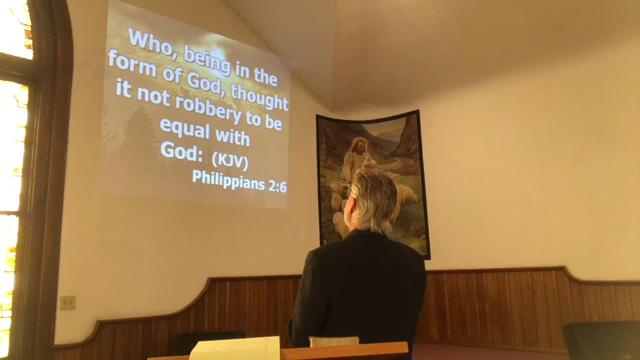 Who, being in the
form of God, thought
it not robbery to be
equal with
God: (KJV)
Philippians 2:6